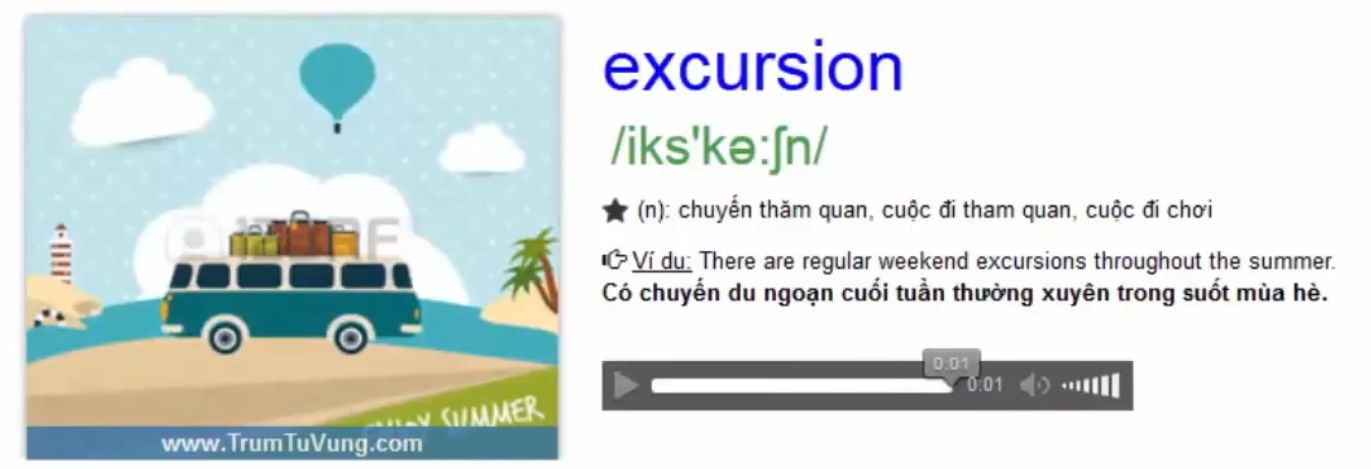 excursion
/iks'kə:ʃn/
(n): chuyến thăm quan, cuộc đi tham quan, cuộc đi chơi
Ví du: There are regular weekend excursions throughout the summer.
Có chuyến du ngoạn cuối tuần thường xuyên trong suốt mùa hè.
0:01
0:01
ENJOY SUMMER
www.TrumTuVung.com